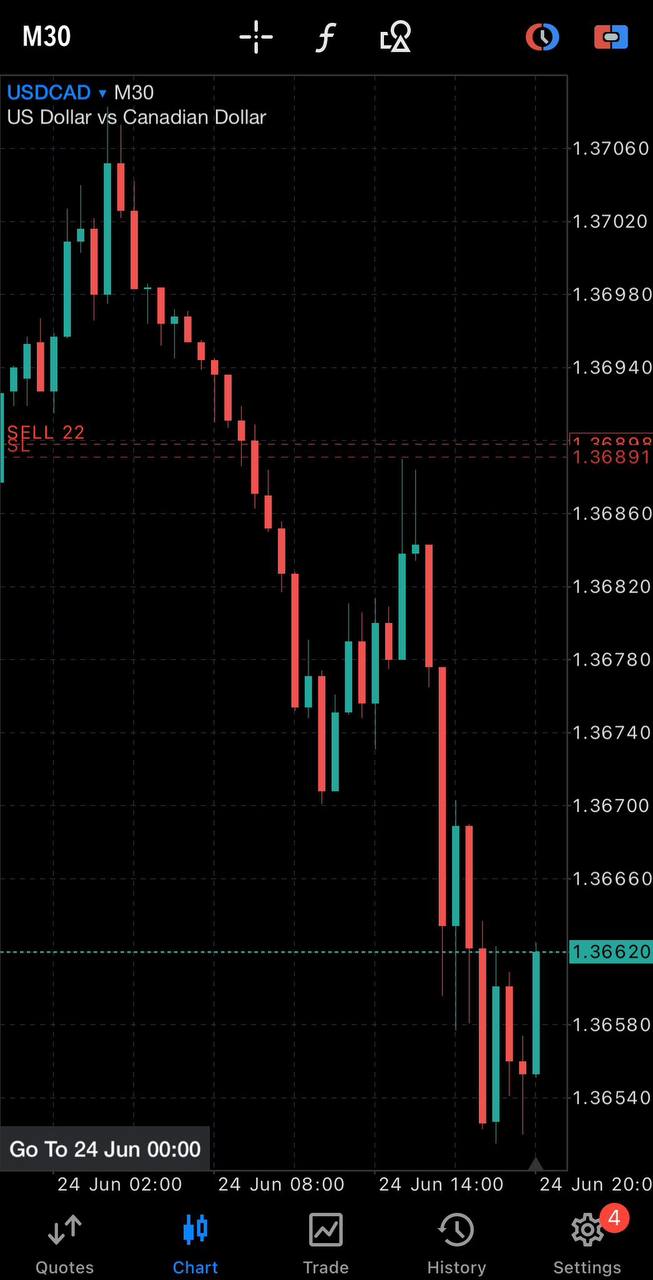 M30
USDCAD ▾ M30
US Dollar vs Canadian Dollar
1.37060
1.37020
1.36980
1.36940
SELL 22
SL
1.36898
1.36891
1.36860
1.36820
1.36780
1.36740
1.36700
1.36660
1.36620
1.36580
1.36540
Go To 24 Jun 00:00
24 Jun 02:00 24 Jun 08:00 24 Jun 14:00 24 Jun 20:0
4
Quotes Chart Trade History Settings